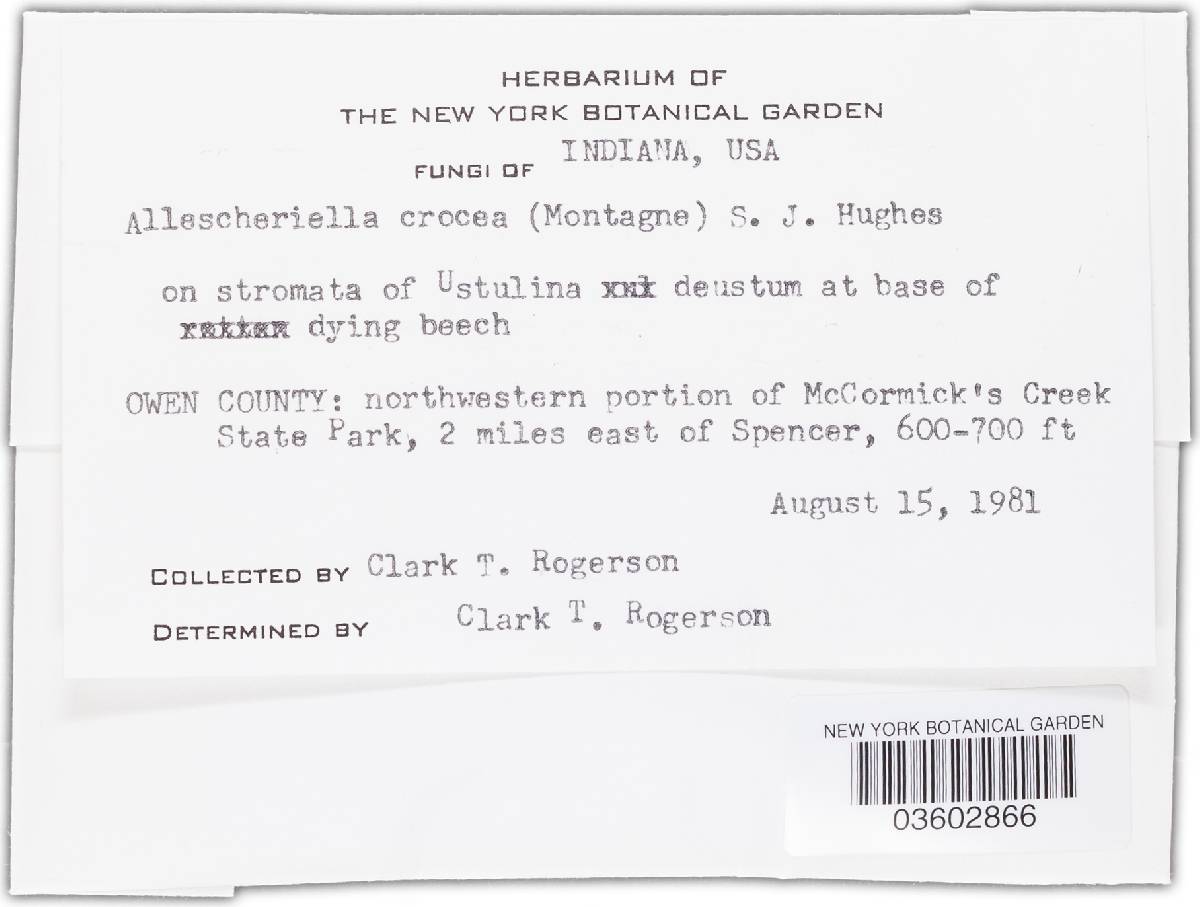 HERBARIUM OF
THE NEW YORK BOTANICAL GARDEN
FUNGI OF INDIANA, USA
Allescheriella crocea (Montagne) S. J. Hughes
on stromata of Ustulina deustum at base of
dying beech
OWEN COUNTY: northwestern portion of McCormick's Creek
State Park, 2 miles east of Spencer, 600-700 ft
August 15, 1981
COLLECTED BY Clark T. Rogerson
DETERMINED BY Clark T. Rogerson
NEW YORK BOTANICAL GARDEN
03602866